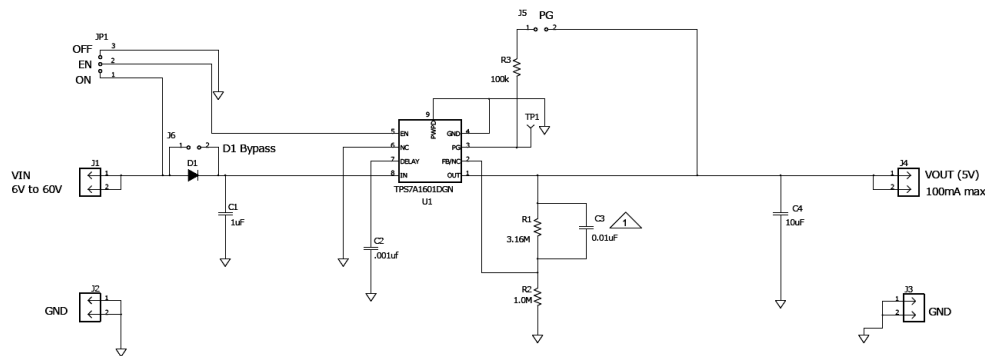 J5 PG
1 2
JP1
OFF 3
EN 2
ON 1
R3
100k
TP1
9
PWPD
5 EN
6 NC
7 DELAY
8 IN
GND 4
PG 3
FB/NC 2
OUT 1
TPS7A1601DGN
U1
J6
1 2
D1 Bypass
D1
J1
VIN
6V to 60V
1
2
C1
1uF
C2
.001uf
R1
3.16M
C3
0.01uF
1
R2
1.0M
C4
10uF
J4
1
2
VOUT (5V)
100mA max
J2
GND
1
2
J3
1
2
GND